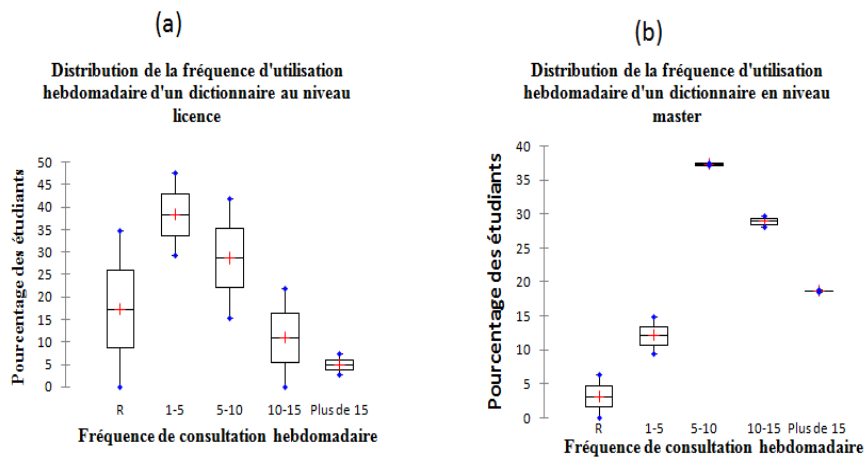 (a)
Distribution de la fréquence d'utilisation
hebdomadaire d'un dictionnaire au niveau
licence
Pourcentage des étudiants
50
45
40
35
30
25
20
15
10
5
0
R 1-5 5-10 10-15 Plus de 15
Fréquence de consultation hebdomadaire
(b)
Distribution de la fréquence d'utilisation
hebdomadaire d'un dictionnaire en niveau
master
Pourcentage des étudiants
40
35
30
25
20
15
10
5
0
R 1-5 5-10 10-15 Plus de 15
Fréquence de consultation hebdomadaire